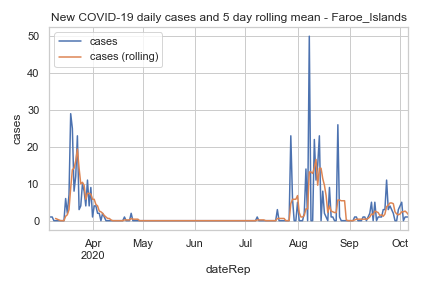 New COVID-19 daily cases and 5 day rolling mean - Faroe_Islands
cases
cases (rolling)
50
40
30
20
10
0
cases
Apr
2020
May
Jun
Jul
Aug
Sep
Oct
dateRep